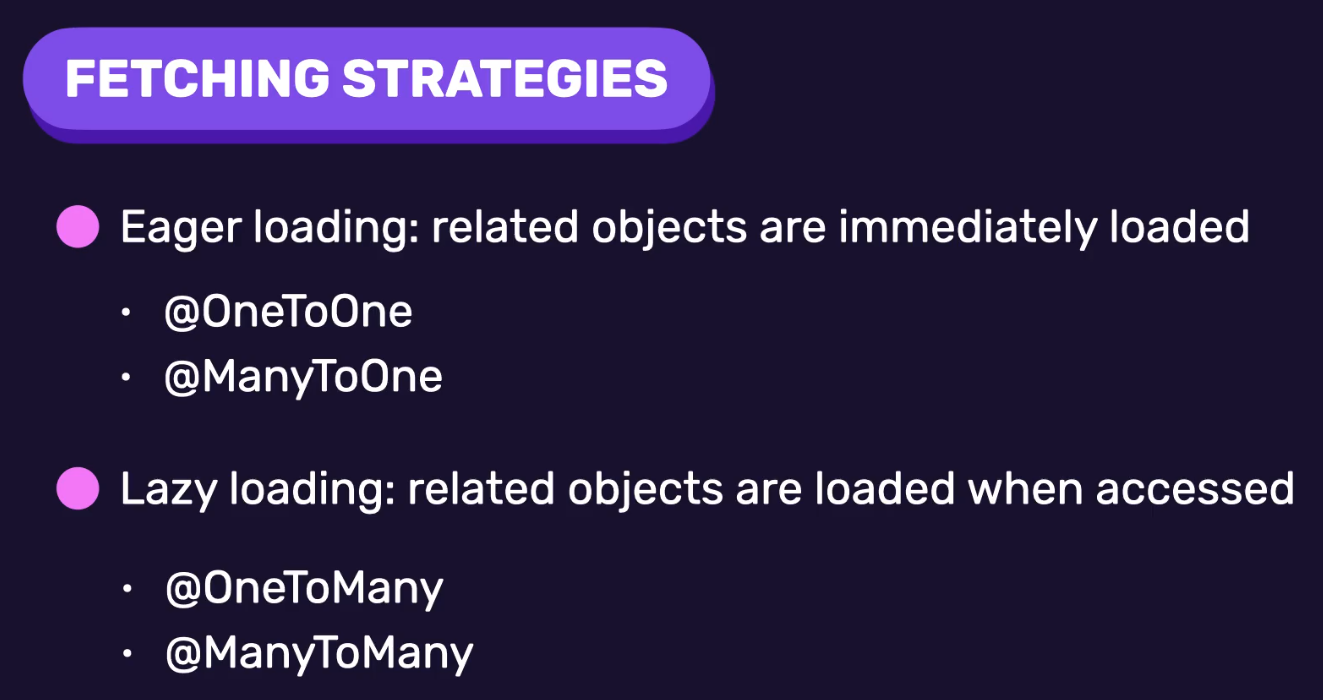 FETCHING STRATEGIES
Eager loading: related objects are immediately loaded
• @OneToOne
• @ManyToOne
Lazy loading: related objects are loaded when accessed
• @OneToMany
• @ManyToMany